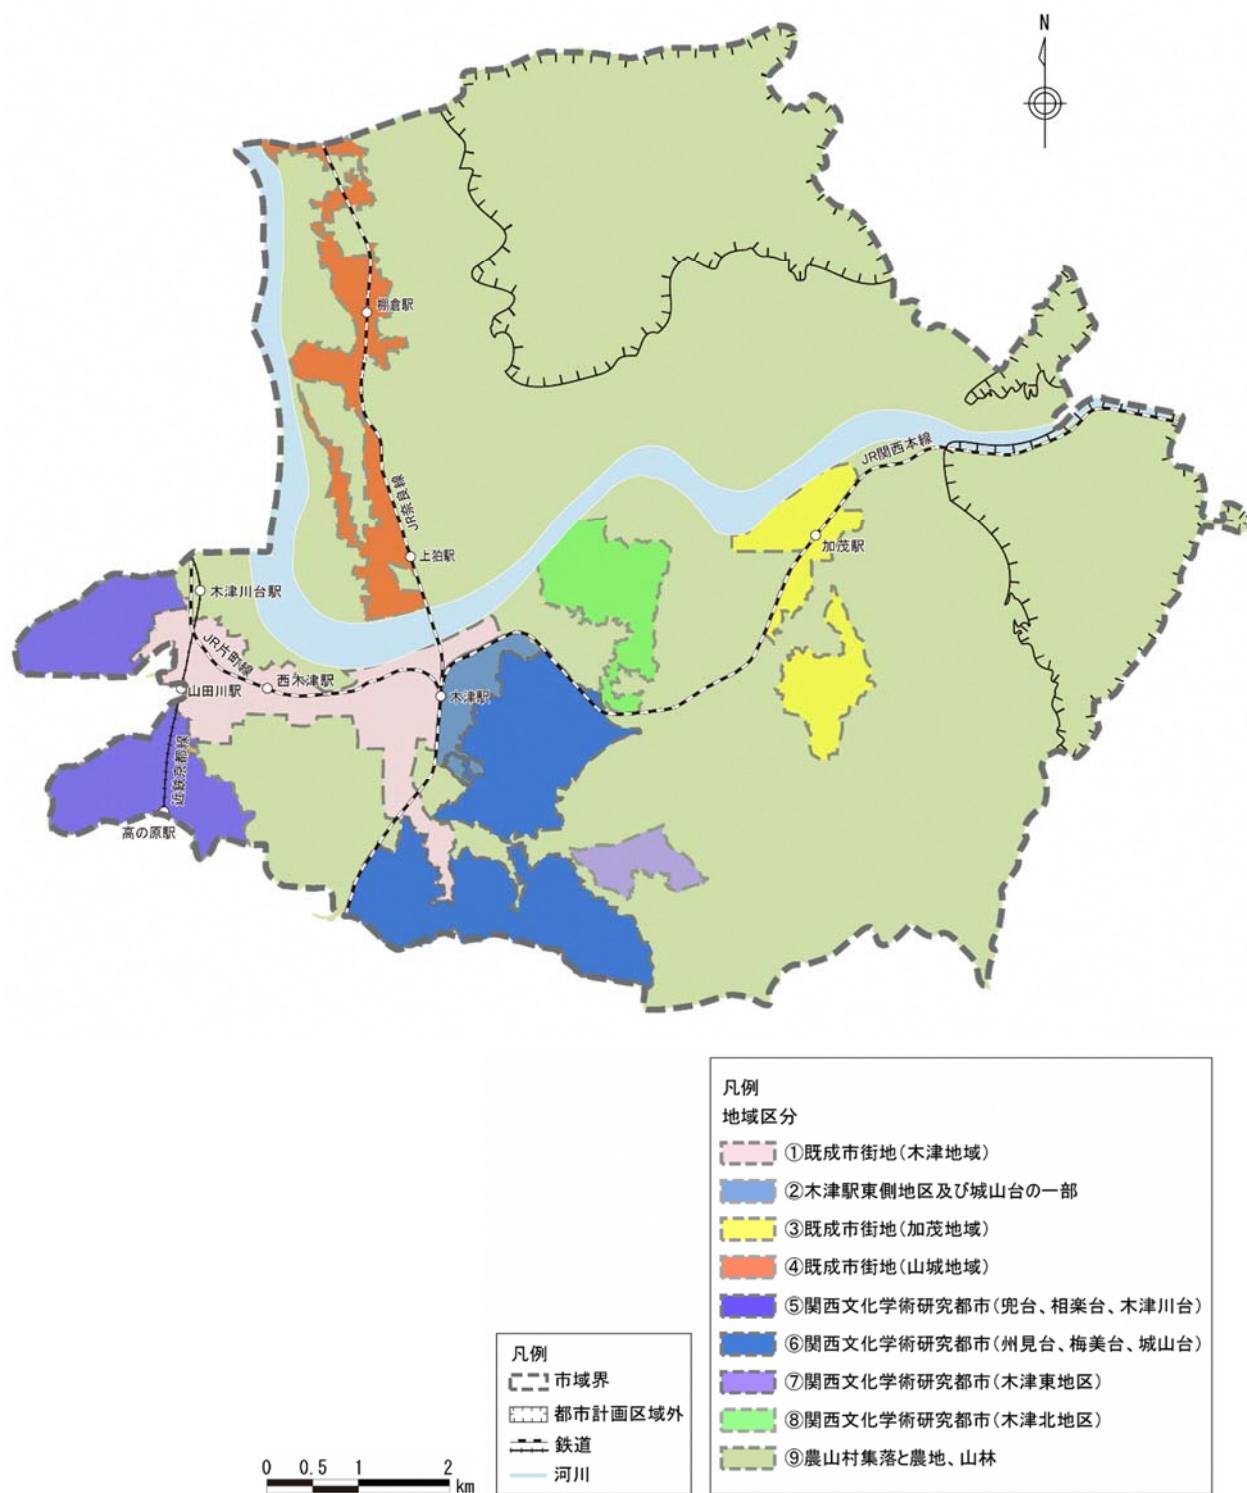 N
棚倉駅
JR関西本線
JR奈良線
加茂駅
上狛駅
木津川台駅
JR片町線
西木津駅
山田川駅
木津駅
近鉄京都線
高の原駅
凡例
地域区分
①既成市街地(木津地域)
②木津駅東側地区及び城山台の一部
③既成市街地(加茂地域)
④既成市街地(山城地域)
⑤関西文化学術研究都市(兜台、相楽台、木津川台)
⑥関西文化学術研究都市(州見台、梅美台、城山台)
⑦関西文化学術研究都市(木津東地区)
⑧関西文化学術研究都市(木津北地区)
⑨農山村集落と農地、山林
凡例
市域界
都市計画区域外
鉄道
河川
0 0.5 1 2
km